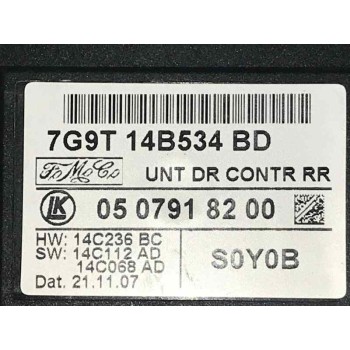 7G9T 14B534 BD
FoMoCo UNT DR CONTR RR
LK 05 0791 82 00
HW: 14C236 BC
SW: 14C112 AD
14C068 AD
Dat. 21.11.07
S0Y0B